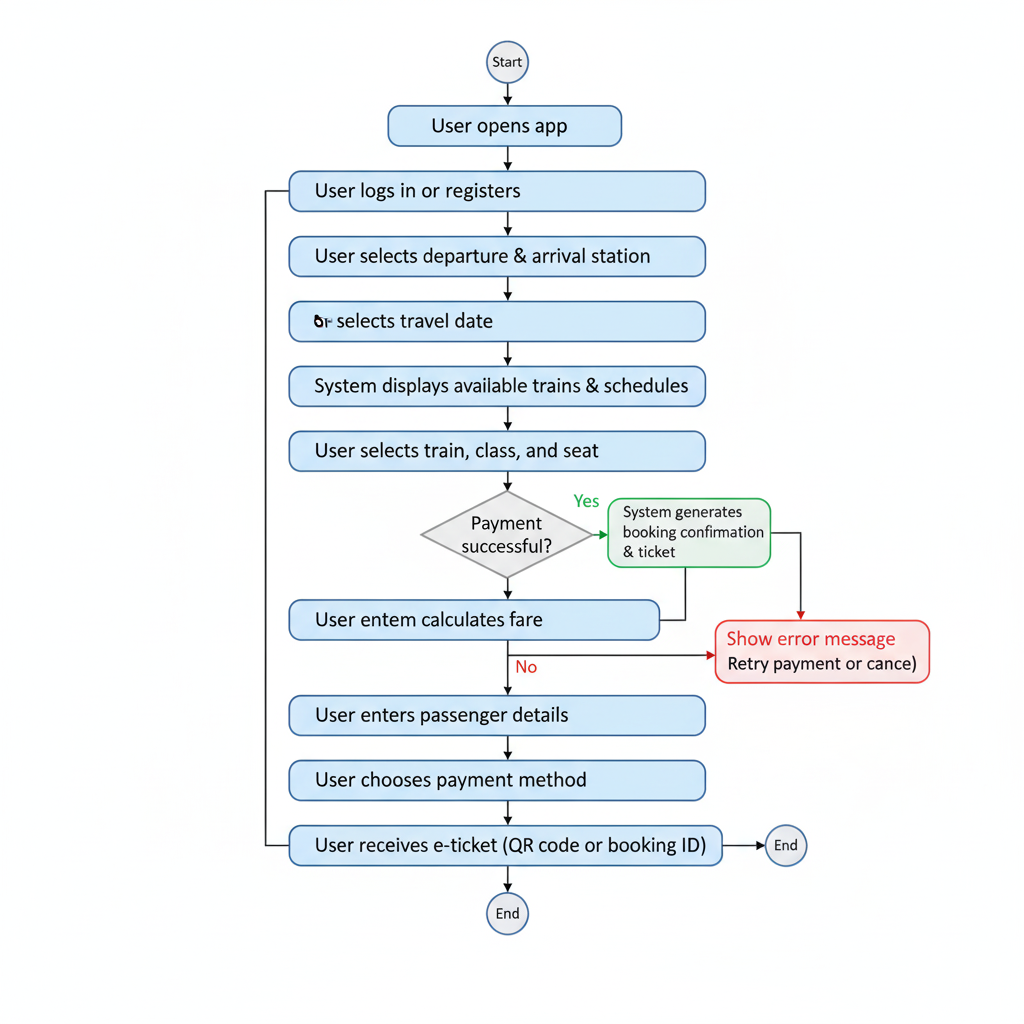 Start
User opens app
User logs in or registers
User selects departure & arrival station
selects travel date
System displays available trains & schedules
User selects train, class, and seat
Payment
successful?
Yes
System generates
booking confirmation
& ticket
User entem calculates fare
No
Show error message
Retry payment or cance)
User enters passenger details
User chooses payment method
User receives e-ticket (QR code or booking ID)
End
End